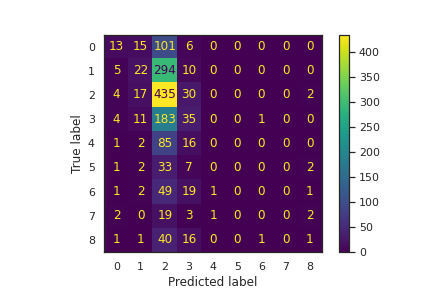 0 13 15 101 6 0 0 0 0 0
1 5 22 294 10 0 0 0 0 0
2 4 17 435 30 0 0 0 0 2
3 4 11 183 35 0 0 1 0 0
4 1 2 85 16 0 0 0 0 0
5 1 2 33 7 0 0 0 0 2
6 1 2 49 19 1 0 0 0 1
7 2 0 19 3 1 0 0 0 2
8 1 1 40 16 0 0 1 0 1
0 1 2 3 4 5 6 7 8
Predicted label
True label
400
350
300
250
200
150
100
50
0